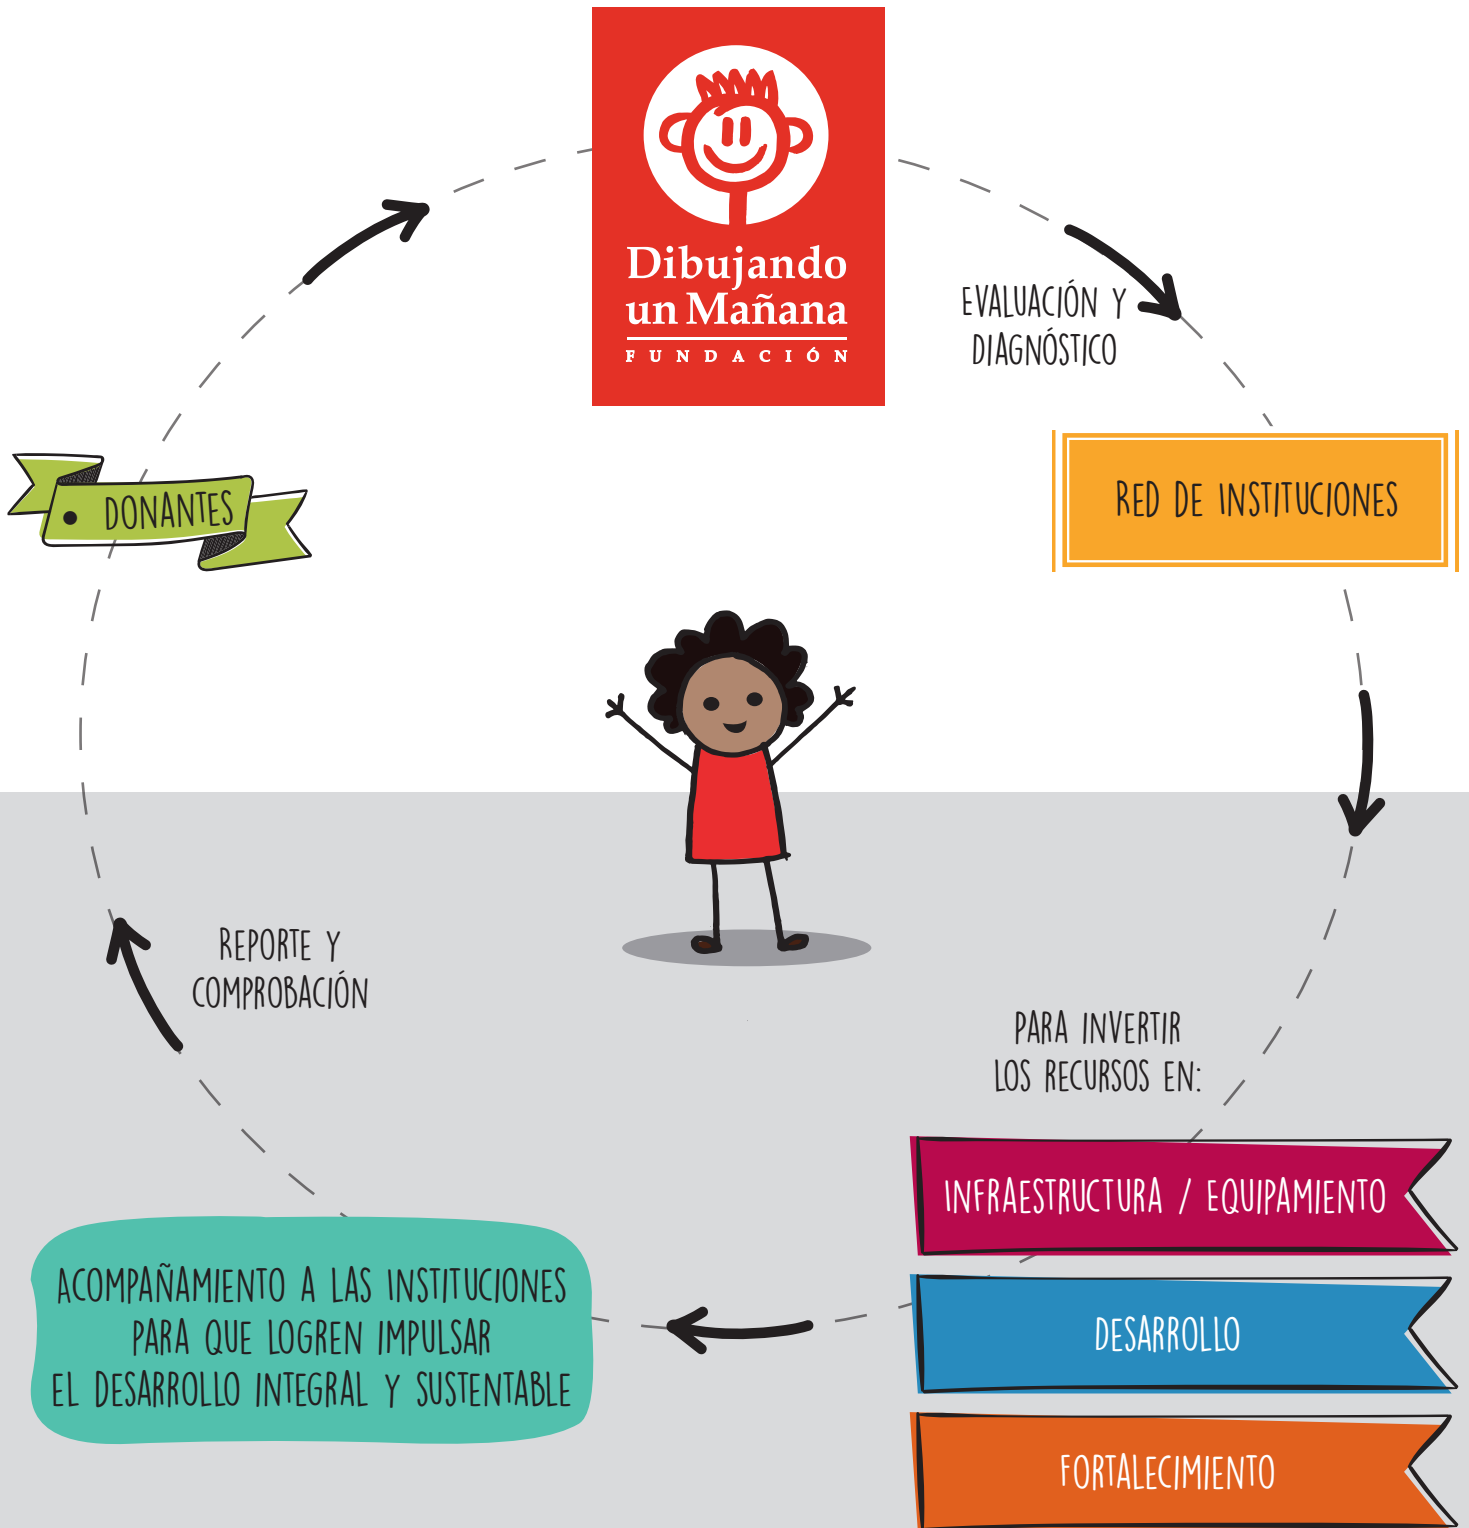 Dibujando
un Mañana
FUNDACIÓN
EVALUACIÓN Y
DIAGNÓSTICO
DONANTES
RED DE INSTITUCIONES
REPORTE Y
COMPROBACIÓN
PARA INVERTIR
LOS RECURSOS EN:
INFRAESTRUCTURA / EQUIPAMIENTO
DESARROLLO
FORTALECIMIENTO
ACOMPAÑAMIENTO A LAS INSTITUCIONES
PARA QUE LOGREN IMPULSAR
EL DESARROLLO INTEGRAL Y SUSTENTABLE